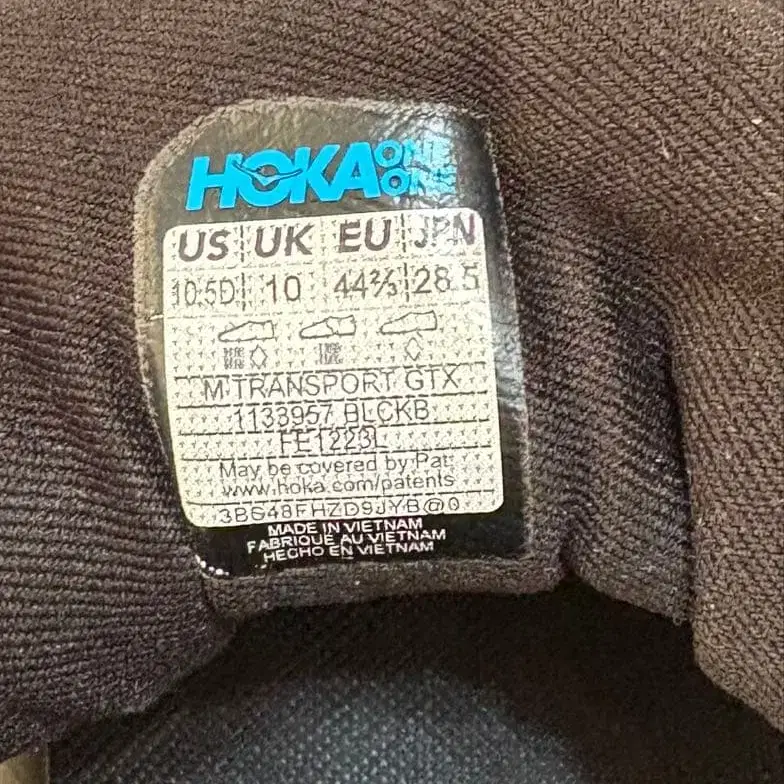 HOKA ONE ONE
US UK EU JPN
10.5D 10 44⅔ 28.5
M TRANSPORT GTX
1133957 BLCKB
FE1223L
May be covered by Pat:
www.hoka.com/patents
3BS48FHZD9JYB@0
MADE IN VIETNAM
FABRIQUÉ AU VIETNAM
HECHO EN VIETNAM